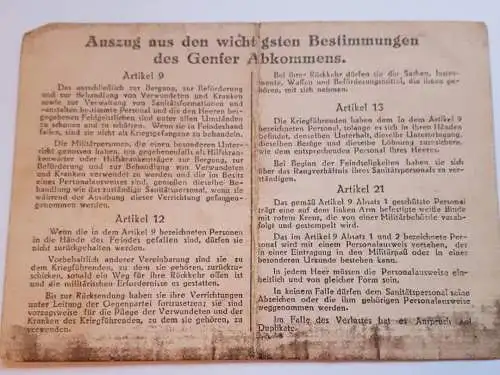 Auszug aus den wichtigsten Bestimmungen
des Genfer Abkommens.
Artikel 9
Das ausschließlich zur Bergung, zur Beförderung
und zur Behandlung von Verwundeten und Kranken
sowie zur Verwaltung von Sanitätsformationen und
-anstalten bestimmte Personal und die den Heeren bei-
gegebenen Feldgeistlichen sind unter allen Umständen
zu schonen und zu schützen. Wenn sie in Feindeshand
fallen, sind sie nicht als Kriegsgefangene zu behandeln.
Die Militärpersonen, die einen besonderen Unter-
richt genossen haben, um gegebenenfalls als Hilfskran-
kenwärter oder Hilfskrankenträger zur Bergung, zur
Beförderung und zur Behandlung von Verwundeten
und Kranken verwendet zu werden und die im Besitz
eines Personalausweises sind, genießen dieselbe Be-
handlung wie das zuständige Sanitätspersonal, wenn sie
während der Ausübung dieser Verrichtung gefangen-
genommen werden.
Artikel 12
Wenn die in dem Artikel 9 bezeichneten Personen
in die Hände des Feindes gefallen sind, dürfen sie
nicht zurückgehalten werden.
Vorbehaltlich anderer Vereinbarung sind sie zu
dem Kriegführenden, zu dem sie gehören, zurückzu-
schicken, sobald ein Weg für ihre Rückkehr offen ist
und die militärischen Erfordernisse es gestatten.
Bis zur Rücksendung haben sie ihre Verrichtungen
unter Leitung der Gegenpartei fortzusetzen; sie sind
vorzugsweise für die Pflege der Verwundeten und der
Kranken des Kriegführenden, zu dem sie gehören, zu
verwenden.
Bei ihrer Rückkehr dürfen sie die Sachen, Instru-
mente, Waffen und Beförderungsmittel, die ihnen ge-
hören, mit sich nehmen.
Artikel 13
Die Kriegführenden haben dem in dem Artikel 9
bezeichneten Personal, solange es sich in ihren Händen
befindet, denselben Unterhalt, dieselbe Unterbringung,
dieselben Bezüge und dieselbe Löhnung zuzusichern,
wie dem entsprechenden Personal ihres Heeres.
Bei Beginn der Feindseligkeiten haben sie sich
über das Rangverhältnis ihres Sanitätspersonals zu ver-
ständigen.
Artikel 21
Das gemäß Artikel 9 Absatz 1 geschützte Personal
trägt eine auf dem linken Arm befestigte weiße Binde
mit rotem Kreuz, die von einer Militärbehörde verab-
folgt und gestempelt wird.
Das im Artikel 9 Absatz 1 und 2 bezeichnete Per-
sonal wird mit einem Personalausweis versehen, der
in einer Eintragung in den Militärpaß oder in einer
besonderen Urkunde bestehen kann.
In jedem Heer müssen die Personalausweise ein-
heitlich und von gleicher Form sein.
In keinem Falle dürfen dem Sanitätspersonal seine
Abzeichen oder die ihm gehörigen Personalausweise
weggenommen werden.
Im Falle des Verlustes hat es Anspruch auf
Duplikate.